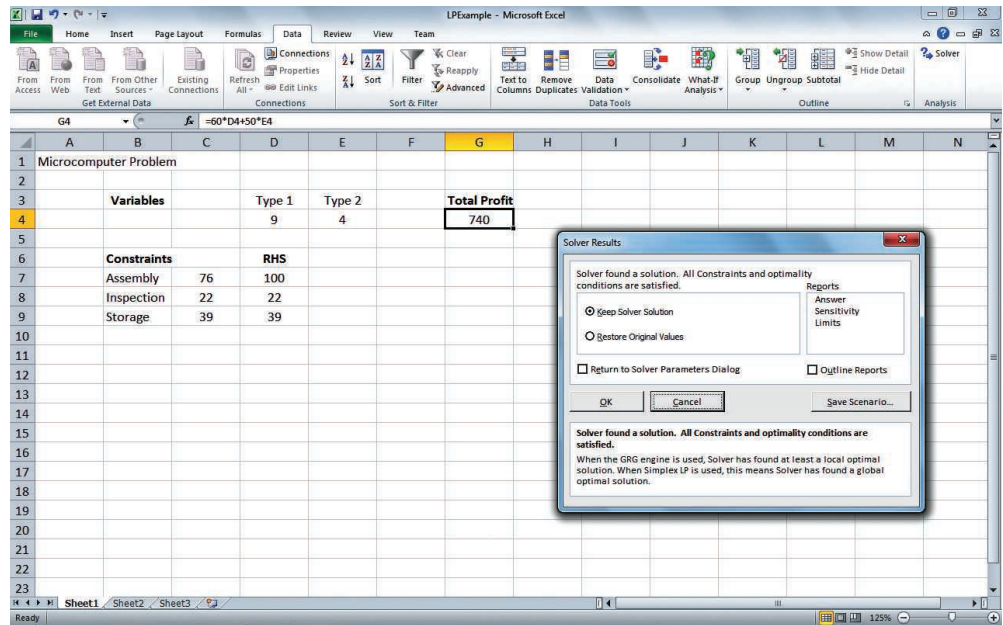 LPExample - Microsoft Excel
File Home Insert Page Layout Formulas Data Review View Team
From Access
From Web
From Text
From Other Sources
Get External Data
Existing Connections
Refresh All
Connections
Properties
Edit Links
Connections
Sort
Filter
Clear
Reapply
Advanced
Sort & Filter
Text to Columns
Remove Duplicates
Data Validation
Consolidate
What-If Analysis
Data Tools
Group
Ungroup
Subtotal
Show Detail
Hide Detail
Outline
Solver
Analysis
G4 fx =60*D4+50*E4
A B C D E F G H I J K L M N
1 Microcomputer Problem
2
3 Variables Type 1 Type 2 Total Profit
4 9 4 740
5
6 Constraints RHS
7 Assembly 76 100
8 Inspection 22 22
9 Storage 39 39
10
11
12
13
14
15
16
17
18
19
20
21
22
23
Solver Results
Solver found a solution. All Constraints and optimality
conditions are satisfied.
Reports
Keep Solver Solution
Restore Original Values
Answer
Sensitivity
Limits
Return to Solver Parameters Dialog
Outline Reports
OK
Cancel
Save Scenario...
Solver found a solution. All Constraints and optimality conditions are
satisfied.
When the GRG engine is used, Solver has found at least a local optimal
solution. When Simplex LP is used, this means Solver has found a global
optimal solution.
Sheet1 Sheet2 Sheet3
Ready 125%